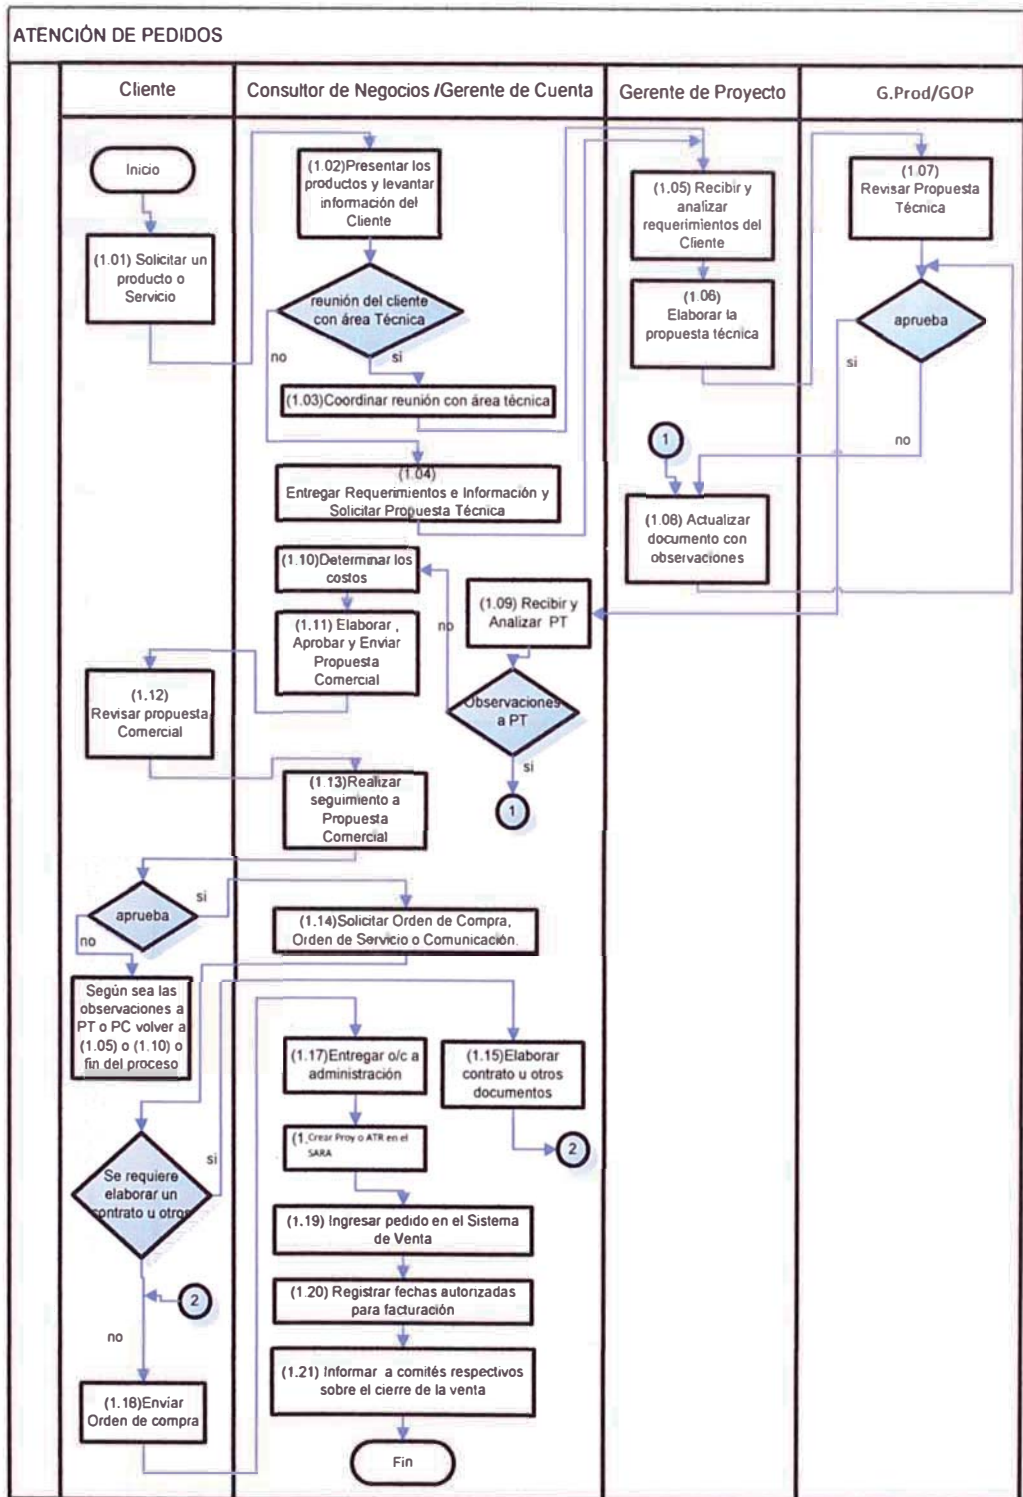 ATENCIÓN DE PEDIDOS
Cliente
Consultor de Negocios /Gerente de Cuenta
Gerente de Proyecto
G.Prod/GOP
Inicio
(1.01) Solicitar un
producto o
Servicio
(1.02)Presentar los
productos y levantar
información del
Cliente
reunión del cliente
con área Técnica
no
si
(1.03)Coordinar reunión con área técnica
(1.04)
Entregar Requerimientos e Información y
Solicitar Propuesta Técnica
(1.05) Recibir y
analizar
requerimientos del
Cliente
(1.06)
Elaborar la
propuesta técnica
(1.07)
Revisar Propuesta
Técnica
aprueba
si
no
1
(1.08) Actualizar
documento con
observaciones
(1.09) Recibir y
Analizar PT
Observaciones
a PT
no
si
1
(1.10)Determinar los
costos
(1.11) Elaborar ,
Aprobar y Enviar
Propuesta
Comercial
(1.12)
Revisar propuesta
Comercial
(1.13)Realizar
seguimiento a
Propuesta
Comercial
aprueba
si
no
(1.14)Solicitar Orden de Compra,
Orden de Servicio o Comunicación.
Según sea las
observaciones a
PT o PC volver a
(1.05) o (1.10) o
fin del proceso
(1.17)Entregar o/c a
administración
(1.15)Elaborar
contrato u otros
documentos
2
(1. Crear Proy o ATR en el
SARA
Se requiere
elaborar un
contrato u otros
si
no
2
(1.19) Ingresar pedido en el Sistema
de Venta
(1.20) Registrar fechas autorizadas
para facturación
(1.21) Informar a comités respectivos
sobre el cierre de la venta
(1.16)Enviar
Orden de compra
Fin